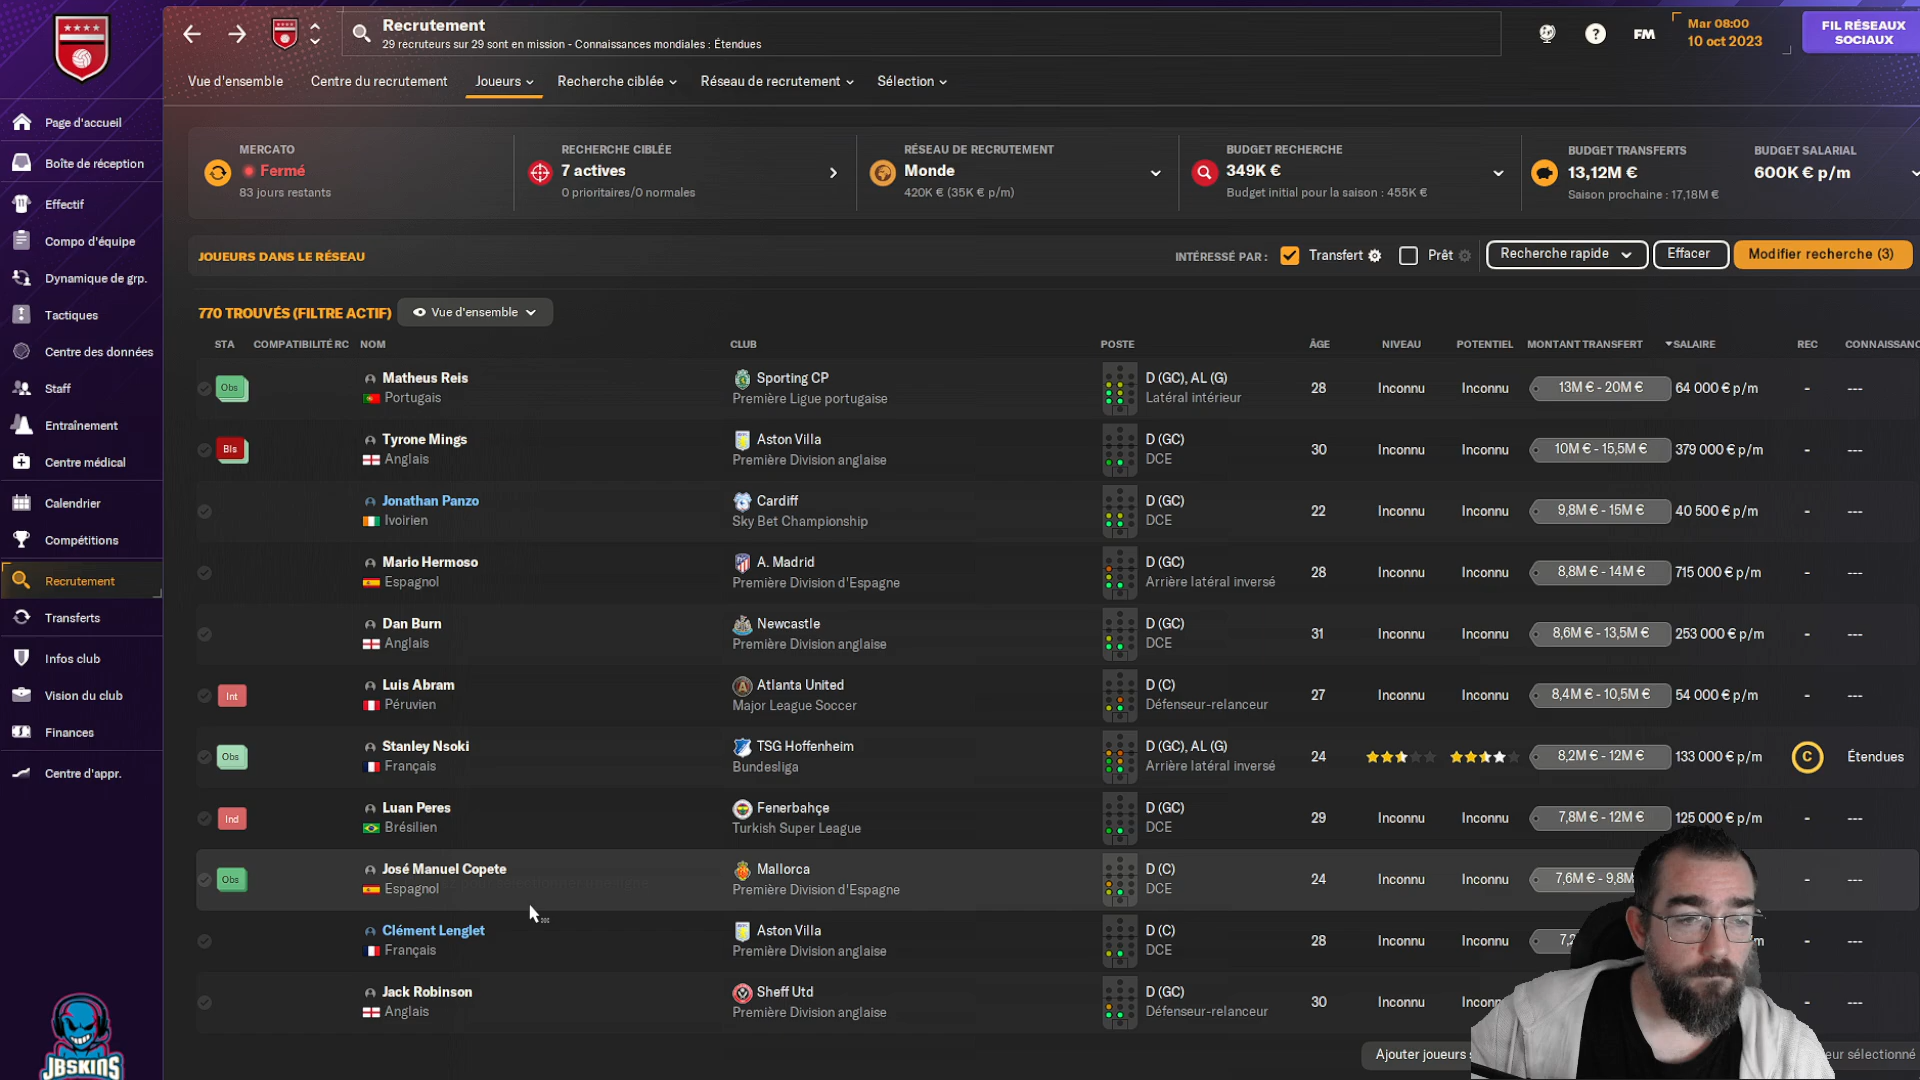 Recrutement
29 recruteurs sur 29 sont en mission - Connaissances mondiales : Étendues
FM
Mar 08:00
10 oct 2023
FIL RÉSEAUX
SOCIAUX
Vue d'ensemble
Centre du recrutement
Joueurs
Recherche ciblée
Réseau de recrutement
Sélection
Page d'accueil
Boîte de réception
Effectif
Compo d'équipe
Dynamique de grp.
Tactiques
Centre des données
Staff
Entraînement
Centre médical
Calendrier
Compétitions
Recrutement
Transferts
Infos club
Vision du club
Finances
Centre d'appr.
JBSKINS
MERCATO
Fermé
83 jours restants
RECHERCHE CIBLÉE
7 actives
0 prioritaires/0 normales
RÉSEAU DE RECRUTEMENT
Monde
420K € (35K € p/m)
BUDGET RECHERCHE
349K €
Budget initial pour la saison : 455K €
BUDGET TRANSFERTS
13,12M €
Saison prochaine : 17,18M €
BUDGET SALARIAL
600K € p/m
JOUEURS DANS LE RÉSEAU
INTÉRESSÉ PAR :
Transfert
Prêt
Recherche rapide
Effacer
Modifier recherche (3)
770 TROUVÉS (FILTRE ACTIF)
Vue d'ensemble
STA COMPATIBILITÉ RC NOM CLUB POSTE ÂGE NIVEAU POTENTIEL MONTANT TRANSFERT SALAIRE REC CONNAISSANC
Obs Matheus Reis Sporting CP D (GC), AL (G) 28 Inconnu Inconnu 13M € - 20M € 64 000 € p/m - ---
Portugais Première Ligue portugaise Latéral intérieur
Bls Tyrone Mings Aston Villa D (GC) 30 Inconnu Inconnu 10M € - 15,5M € 379 000 € p/m - ---
Anglais Première Division anglaise DCE
Jonathan Panzo Cardiff D (GC) 22 Inconnu Inconnu 9,8M € - 15M € 40 500 € p/m - ---
Ivoirien Sky Bet Championship DCE
Mario Hermoso A. Madrid D (GC) 28 Inconnu Inconnu 8,8M € - 14M € 715 000 € p/m - ---
Espagnol Première Division d'Espagne Arrière latéral inversé
Dan Burn Newcastle D (GC) 31 Inconnu Inconnu 8,6M € - 13,5M € 253 000 € p/m - ---
Anglais Première Division anglaise DCE
Int Luis Abram Atlanta United D (C) 27 Inconnu Inconnu 8,4M € - 10,5M € 54 000 € p/m - ---
Péruvien Major League Soccer Défenseur-relanceur
Obs Stanley Nsoki TSG Hoffenheim D (GC), AL (G) 24 8,2M € - 12M € 133 000 € p/m C Étendues
Français Bundesliga Arrière latéral inversé
Ind Luan Peres Fenerbahçe D (GC) 29 Inconnu Inconnu 7,8M € - 12M € 125 000 € p/m - ---
Brésilien Turkish Super League DCE
Obs José Manuel Copete Mallorca D (C) 24 Inconnu Inconnu 7,6M € - 9,8M - ---
Espagnol Première Division d'Espagne DCE
Clément Lenglet Aston Villa D (C) 28 Inconnu Inconnu - ---
Français Première Division anglaise DCE
Jack Robinson Sheff Utd D (GC) 30 Inconnu - ---
Anglais Première Division anglaise Défenseur-relanceur
Ajouter joueurs
sélectionné